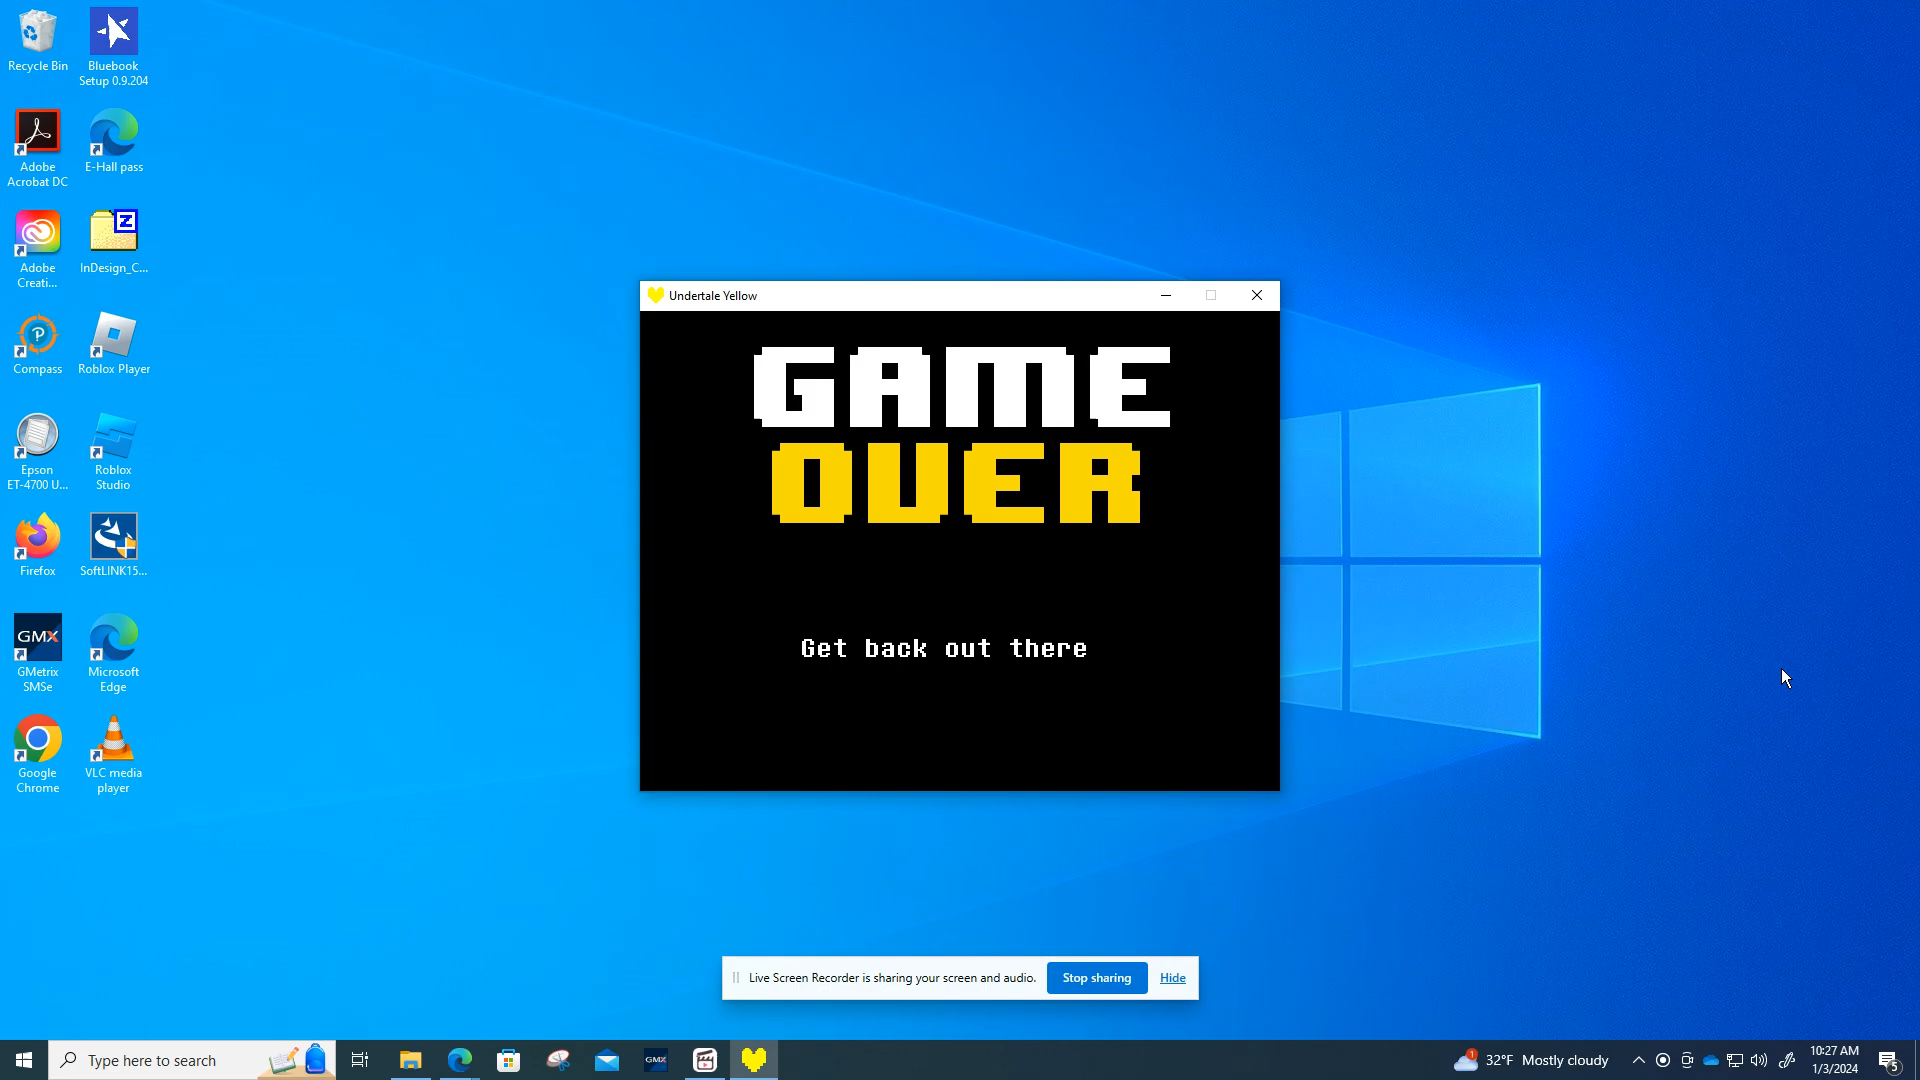 Recycle Bin
Bluebook
Setup 0.9.204
Adobe
Acrobat DC
E-Hall pass
Adobe
Creati...
Z
InDesign_C...
P
Compass
Roblox Player
Epson
ET-4700 U...
Roblox
Studio
Firefox
SoftLINK15...
GMX
GMetrix
SMSe
Microsoft
Edge
Google
Chrome
VLC media
player
Undertale Yellow
GAME
OVER
Get back out there
Live Screen Recorder is sharing your screen and audio.
Stop sharing
Hide
Type here to search
GMX
1
32°F Mostly cloudy
10:27 AM
1/3/2024
5